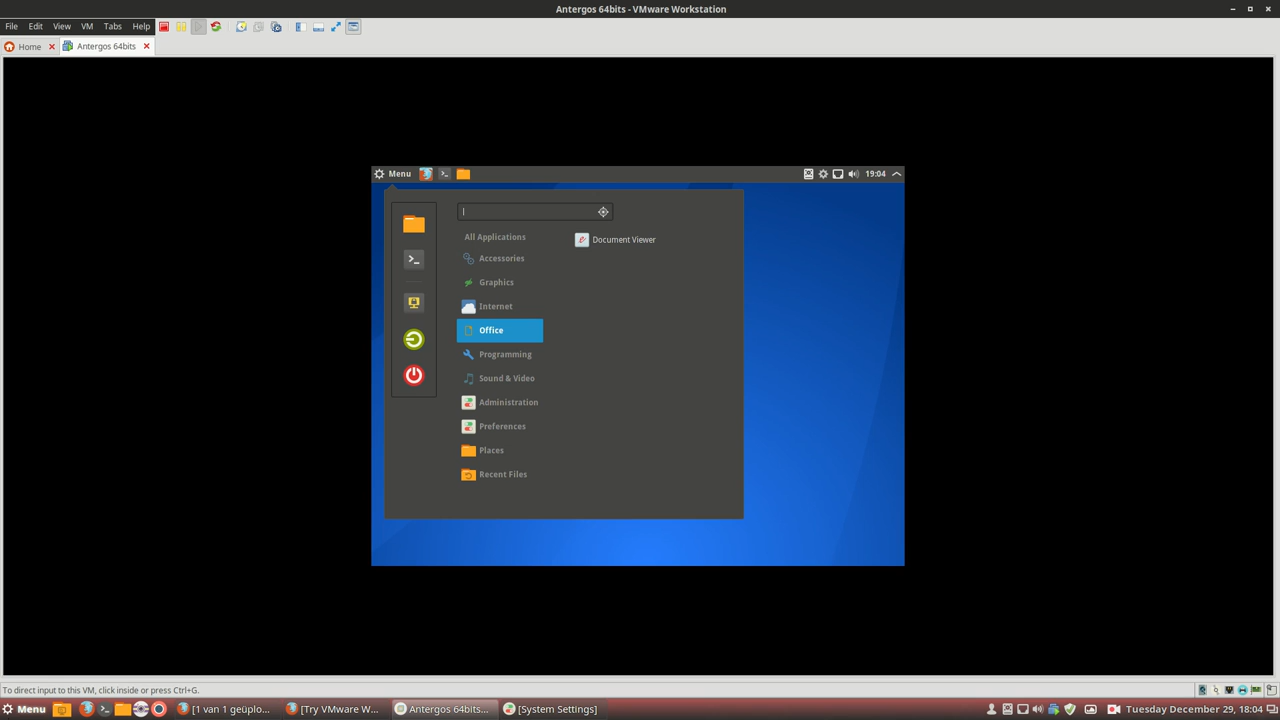 Antergos 64bits - VMware Workstation
File Edit View VM Tabs Help
Home Antergos 64bits
Menu 19:04
All Applications
Document Viewer
Accessories
Graphics
Internet
Office
Programming
Sound & Video
Administration
Preferences
Places
Recent Files
To direct input to this VM, click inside or press Ctrl+G.
Menu [1 van 1 geüplo... [Try VMware W... Antergos 64bits... [System Settings] Tuesday December 29, 18:04